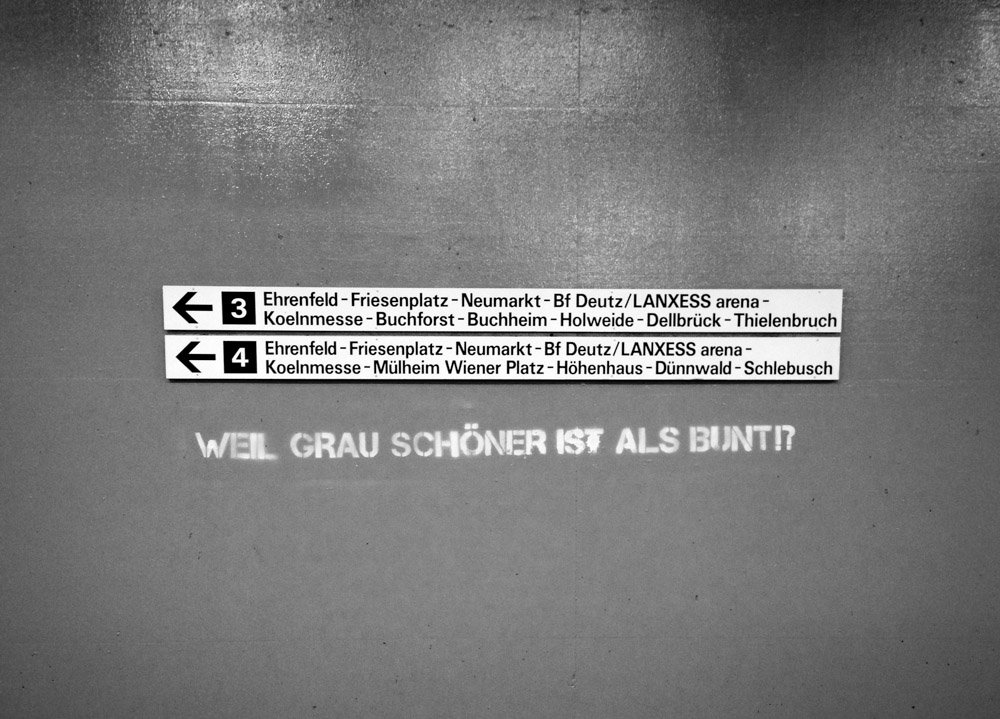 ← 3 Ehrenfeld - Friesenplatz - Neumarkt - Bf Deutz/LANXESS arena -
Koelnmesse - Buchforst - Buchheim - Holweide - Dellbrück - Thielenbruch
← 4 Ehrenfeld - Friesenplatz - Neumarkt - Bf Deutz/LANXESS arena -
Koelnmesse - Mülheim Wiener Platz - Höhenhaus - Dünnwald - Schlebusch
WEIL GRAU SCHÖNER IST ALS BUNT!?